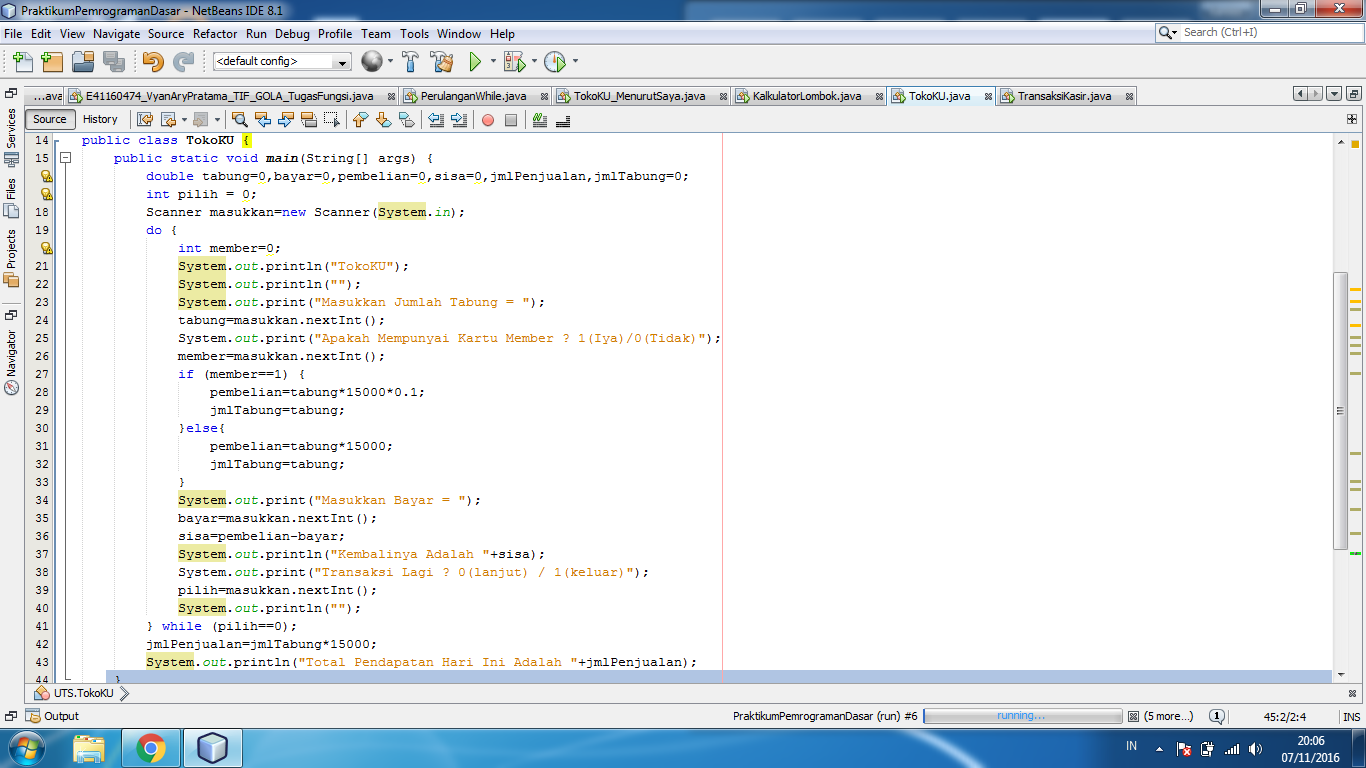 PraktikumPemrogramanDasar - NetBeans IDE 8.1
File Edit View Navigate Source Refactor Run Debug Profile Team Tools Window Help
Search (Ctrl+I)
<default config>
...ava E41160474_VyanAryPratama_TIF_GOLA_TugasFungsi.java PerulanganWhile.java TokoKU_MenurutSaya.java KalkulatorLombok.java TokoKU.java TransaksiKasir.java
Source History
Services
Files
Projects
Navigator
14 public class TokoKU {
15 public static void main(String[] args) {
double tabung=0,bayar=0,pembelian=0,sisa=0,jmlPenjualan,jmlTabung=0;
int pilih = 0;
18 Scanner masukkan=new Scanner(System.in);
19 do {
int member=0;
21 System.out.println("TokoKU");
22 System.out.println("");
23 System.out.print("Masukkan Jumlah Tabung = ");
24 tabung=masukkan.nextInt();
25 System.out.print("Apakah Mempunyai Kartu Member ? 1(Iya)/0(Tidak)");
26 member=masukkan.nextInt();
27 if (member==1) {
28 pembelian=tabung*15000*0.1;
29 jmlTabung=tabung;
30 }else{
31 pembelian=tabung*15000;
32 jmlTabung=tabung;
33 }
34 System.out.print("Masukkan Bayar = ");
35 bayar=masukkan.nextInt();
36 sisa=pembelian-bayar;
37 System.out.println("Kembalinya Adalah "+sisa);
38 System.out.print("Transaksi Lagi ? 0(lanjut) / 1(keluar)");
39 pilih=masukkan.nextInt();
40 System.out.println("");
41 } while (pilih==0);
42 jmlPenjualan=jmlTabung*15000;
43 System.out.println("Total Pendapatan Hari Ini Adalah "+jmlPenjualan);
44 }
UTS.TokoKU
Output PraktikumPemrogramanDasar (run) #6 running... (5 more...) 1 45:2/2:4 INS
IN 20:06
07/11/2016